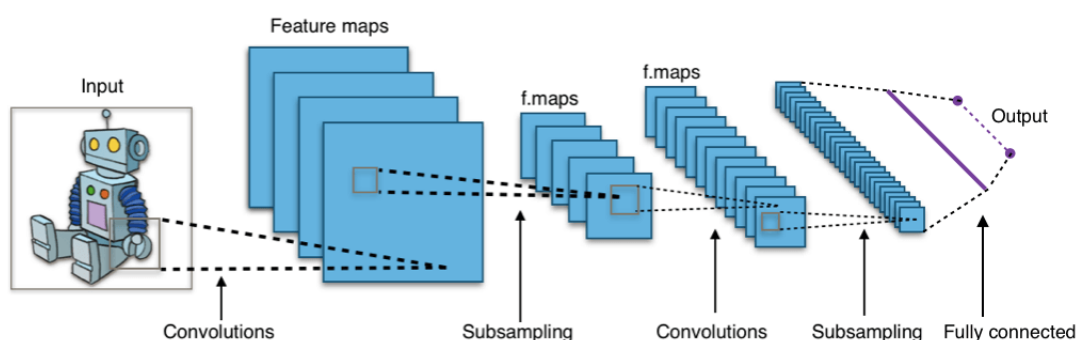 Feature maps
Input
f.maps
f.maps
Output
Convolutions
Subsampling
Convolutions
Subsampling
Fully connected